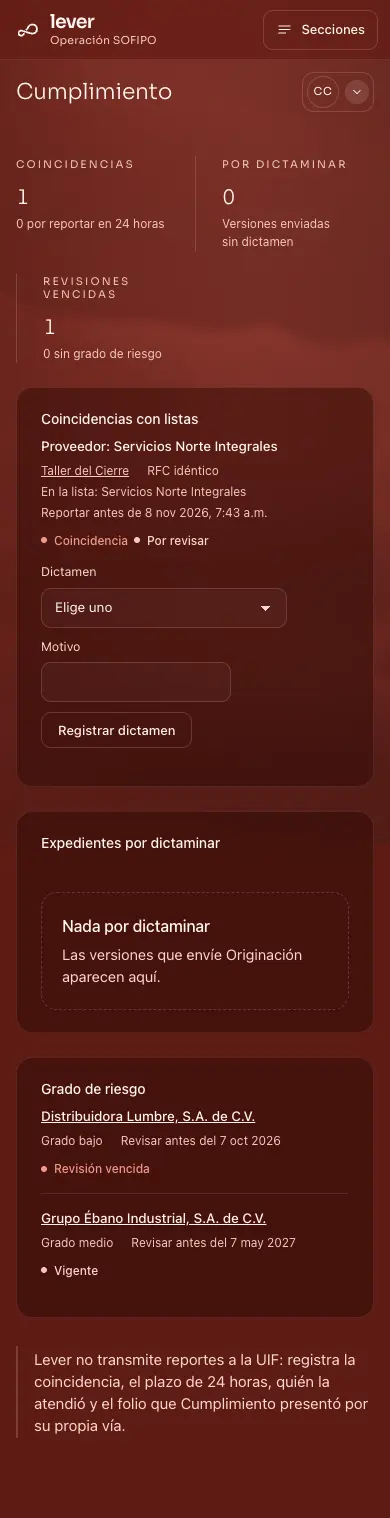 lever
Operación SOFIPO
Secciones
Cumplimiento
CC
COINCIDENCIAS
1
0 por reportar en 24 horas
POR DICTAMINAR
0
Versiones enviadas
sin dictamen
REVISIONES
VENCIDAS
1
0 sin grado de riesgo
Coincidencias con listas
Proveedor: Servicios Norte Integrales
Taller del Cierre RFC idéntico
En la lista: Servicios Norte Integrales
Reportar antes de 8 nov 2026, 7:43 a.m.
Coincidencia Por revisar
Dictamen
Elige uno
Motivo
Registrar dictamen
Expedientes por dictaminar
Nada por dictaminar
Las versiones que envíe Originación
aparecen aquí.
Grado de riesgo
Distribuidora Lumbre, S.A. de C.V.
Grado bajo Revisar antes del 7 oct 2026
Revisión vencida
Grupo Ébano Industrial, S.A. de C.V.
Grado medio Revisar antes del 7 may 2027
Vigente
Lever no transmite reportes a la UIF: registra la
coincidencia, el plazo de 24 horas, quién la
atendió y el folio que Cumplimiento presentó por
su propia vía.